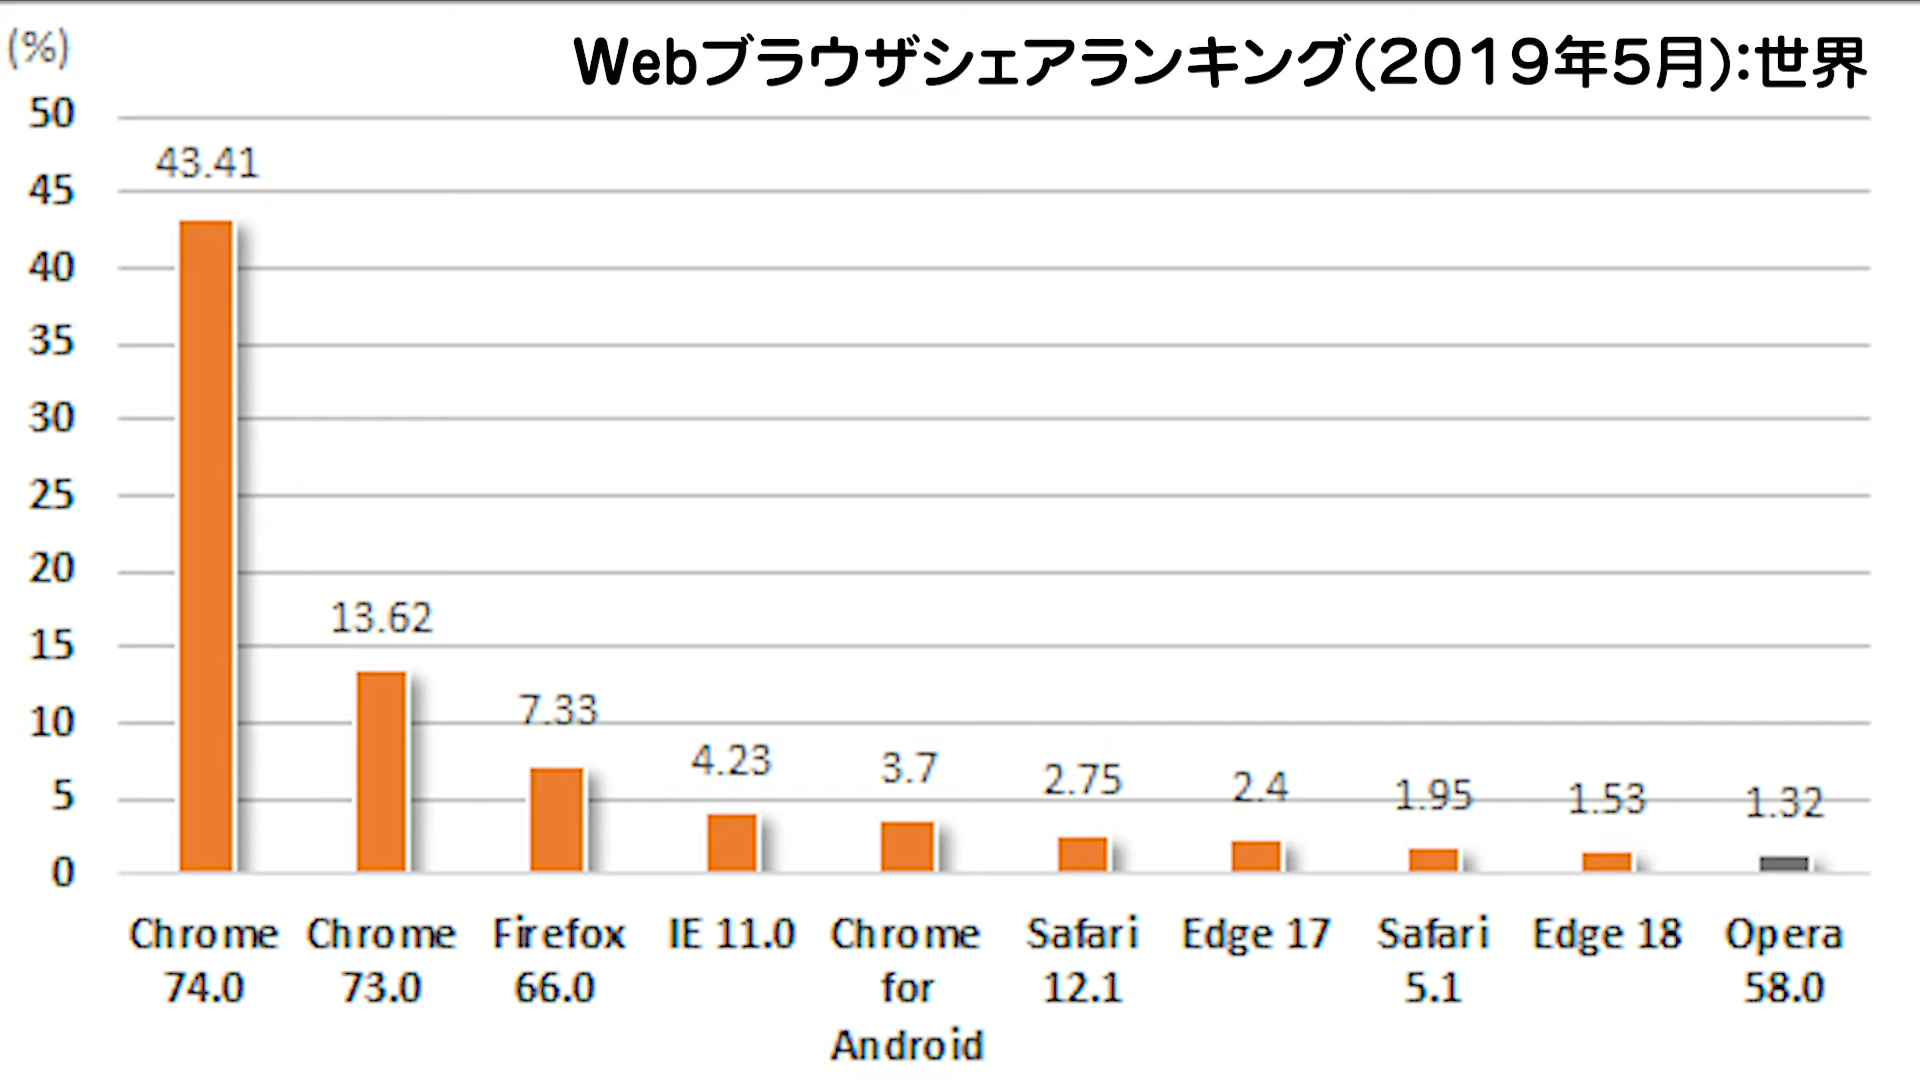 (%)
Webブラウザシェアランキング(2019年5月):世界
50
45
40
35
30
25
20
15
10
5
0
43.41
13.62
7.33
4.23
3.7
2.75
2.4
1.95
1.53
1.32
Chrome
74.0
Chrome
73.0
Firefox
66.0
IE 11.0
Chrome
for
Android
Safari
12.1
Edge 17
Safari
5.1
Edge 18
Opera
58.0